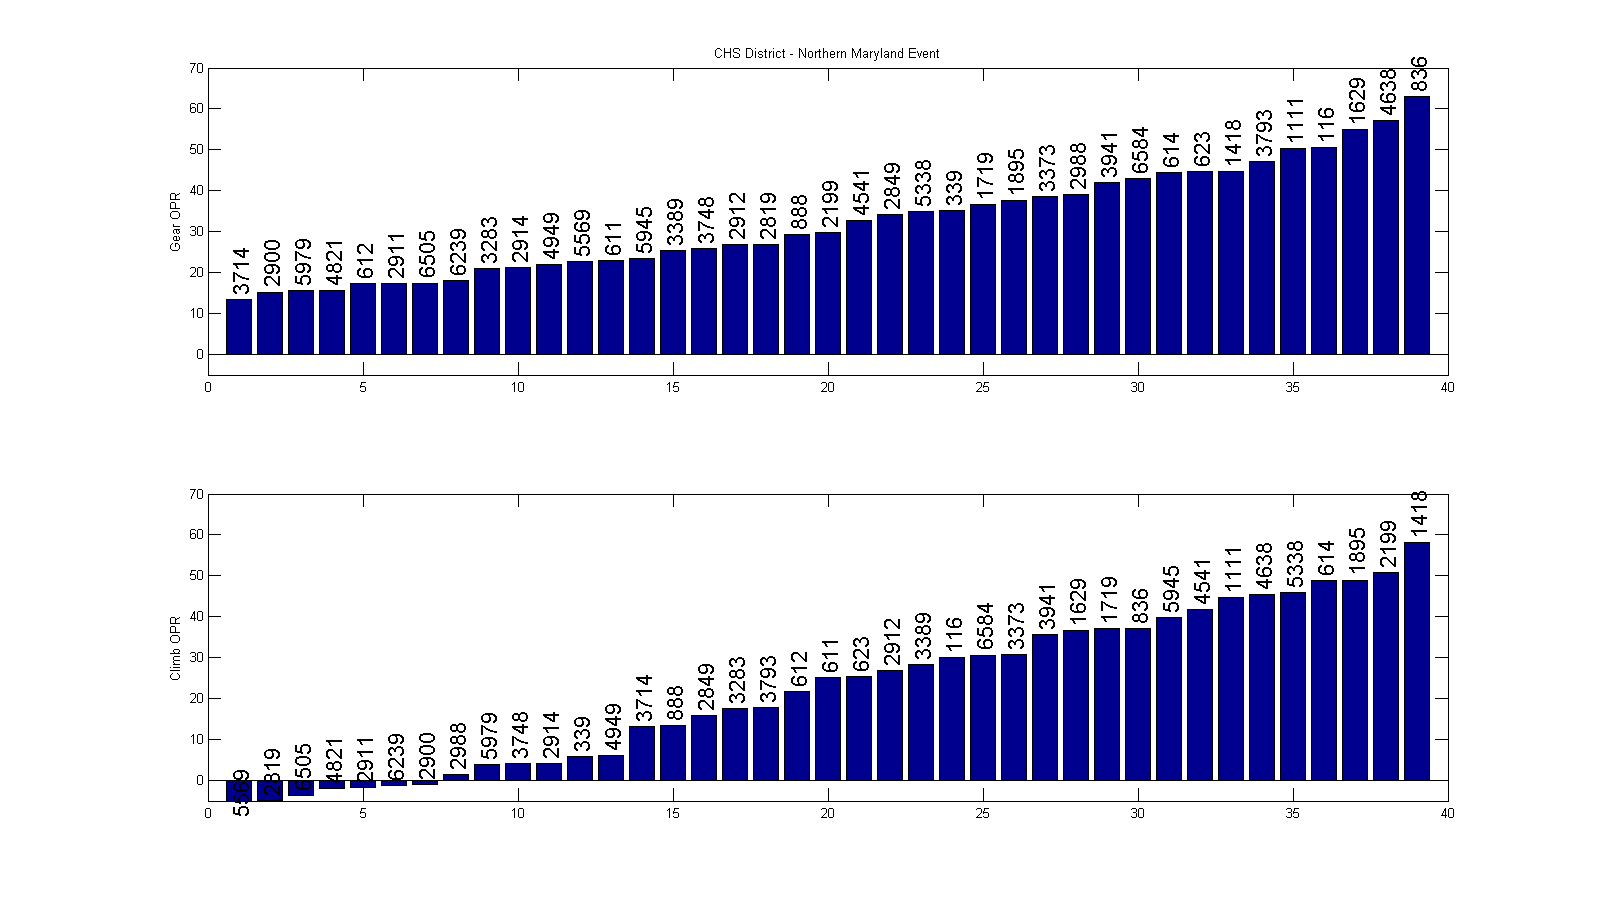 CHS District - Northern Maryland Event
Gear OPR
70
60
50
40
30
20
10
0
3714 2900 5979 4821 612 2911 6505 6239 3283 2914 4949 5569 611 5945 3389 3748 2912 2819 888 2199 4541 2849 5338 339 1719 1895 3373 2988 3941 6584 614 623 1418 3793 1111 116 1629 4638 836
0 5 10 15 20 25 30 35 40
Climb OPR
70
60
50
40
30
20
10
0
5569 2819 6505 4821 2911 6239 2900 2988 5979 3748 2914 339 4949 3714 888 2849 3283 3793 612 611 623 2912 3389 116 6584 3373 3941 1629 1719 836 5945 4541 1111 4638 5338 614 1895 2199 1418
0 5 10 15 20 25 30 35 40